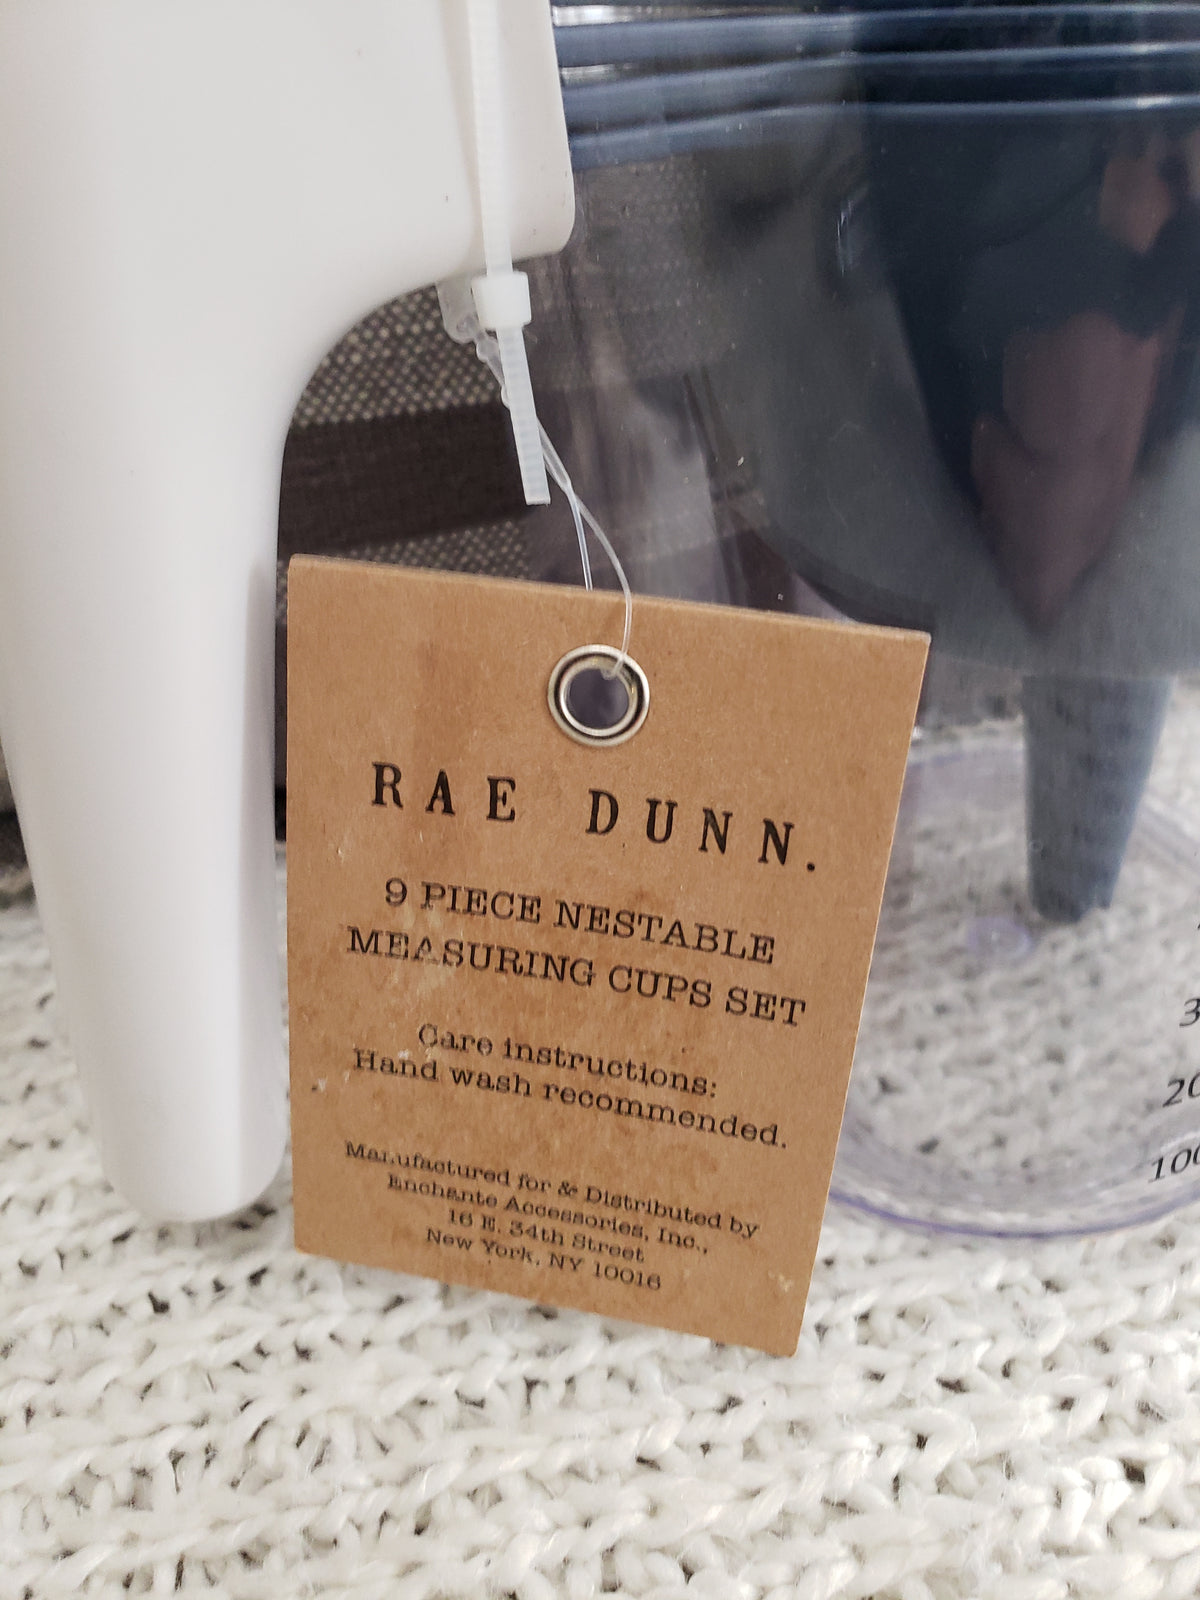 RAE DUNN.
9 PIECE NESTABLE
MEASURING CUPS SET
Care instructions:
Hand wash recommended.
Manufactured for & Distributed by
Enchante Accessories, Inc.,
16 E. 34th Street
New York, NY 10016